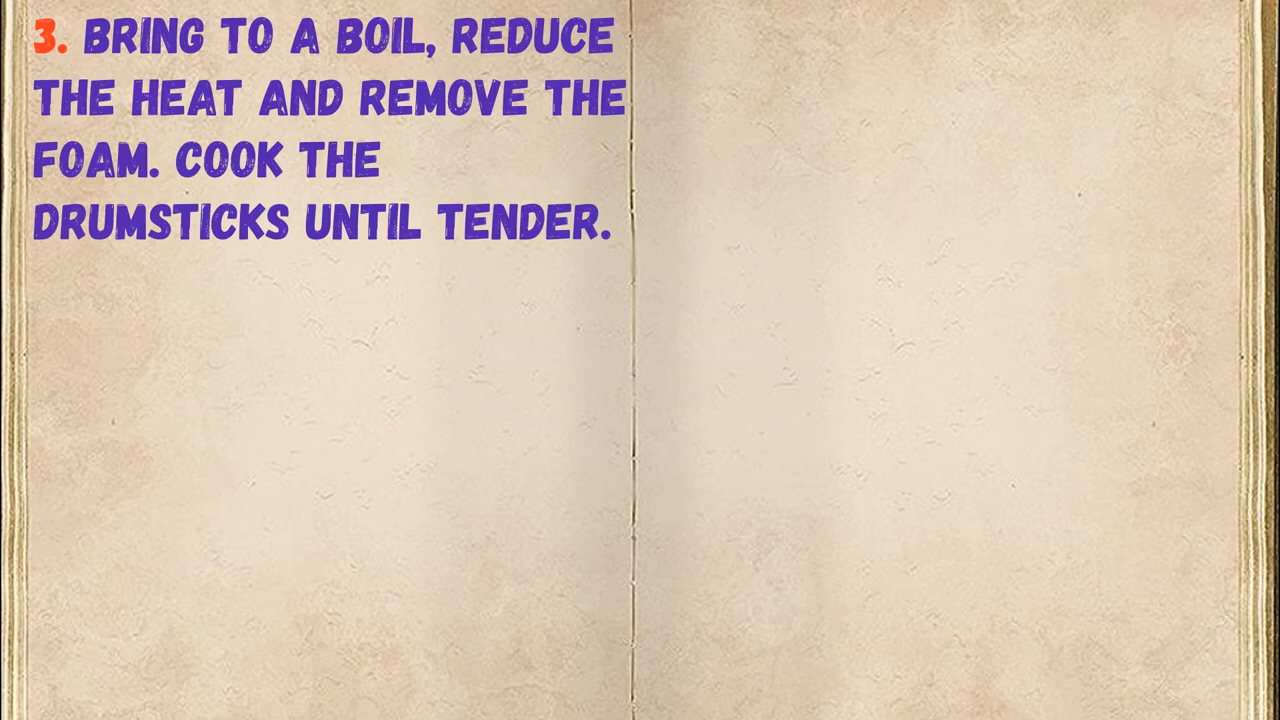 3. BRING TO A BOIL, REDUCE
THE HEAT AND REMOVE THE
FOAM. COOK THE
DRUMSTICKS UNTIL TENDER.